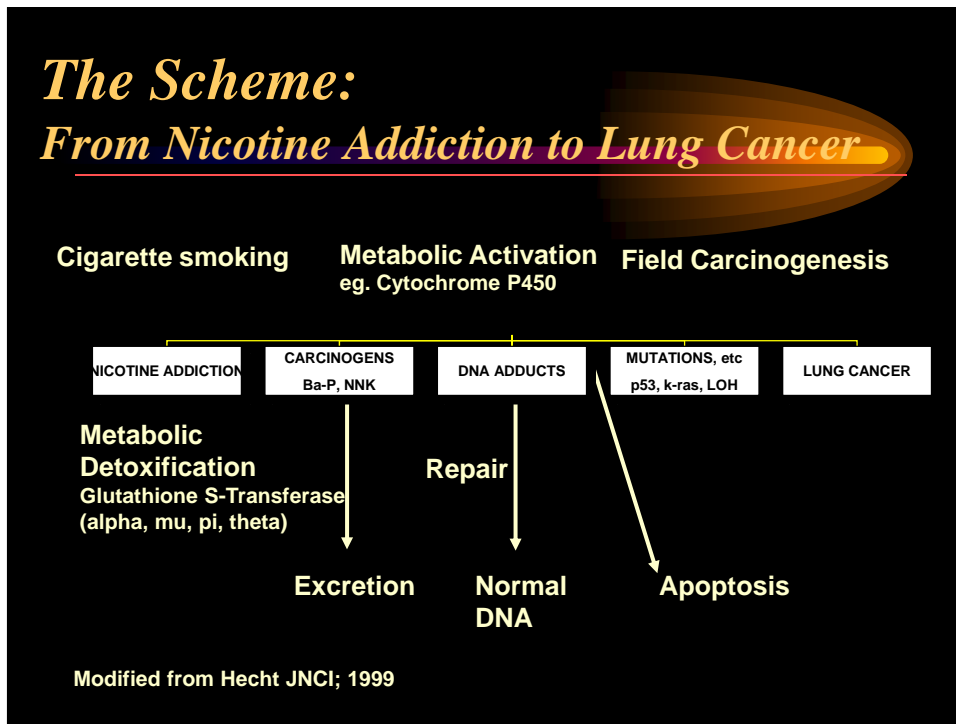 The Scheme:
From Nicotine Addiction to Lung Cancer
Cigarette smoking
Metabolic Activation
eg. Cytochrome P450
Field Carcinogenesis
NICOTINE ADDICTION
CARCINOGENS
Ba-P, NNK
DNA ADDUCTS
MUTATIONS, etc
p53, k-ras, LOH
LUNG CANCER
Metabolic
Detoxification
Glutathione S-Transferase
(alpha, mu, pi, theta)
Repair
Excretion
Normal
DNA
Apoptosis
Modified from Hecht JNCI; 1999